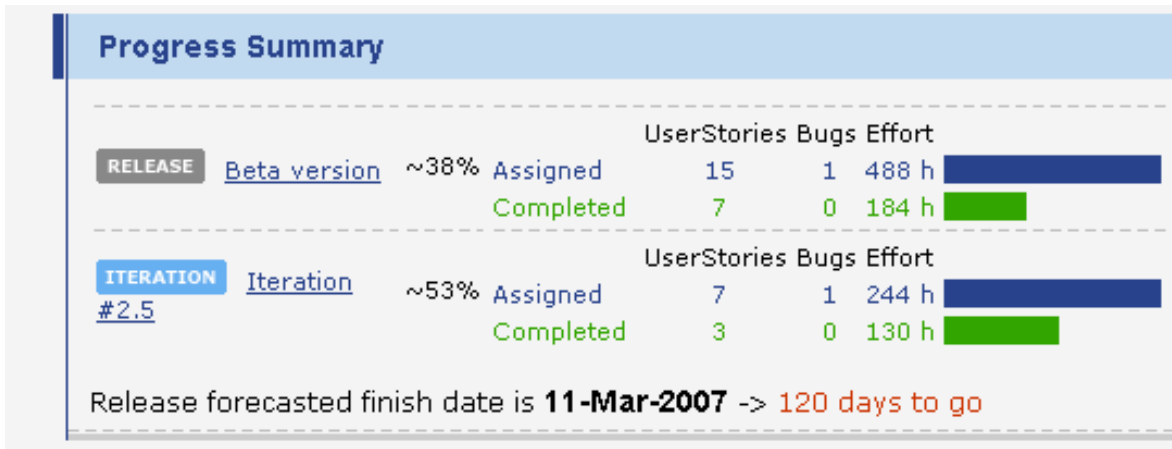 Progress Summary
UserStories Bugs Effort
RELEASE Beta version ~38% Assigned 15 1 488 h
Completed 7 0 184 h
UserStories Bugs Effort
ITERATION Iteration ~53% Assigned 7 1 244 h
#2.5
Completed 3 0 130 h
Release forecasted finish date is 11-Mar-2007 -> 120 days to go